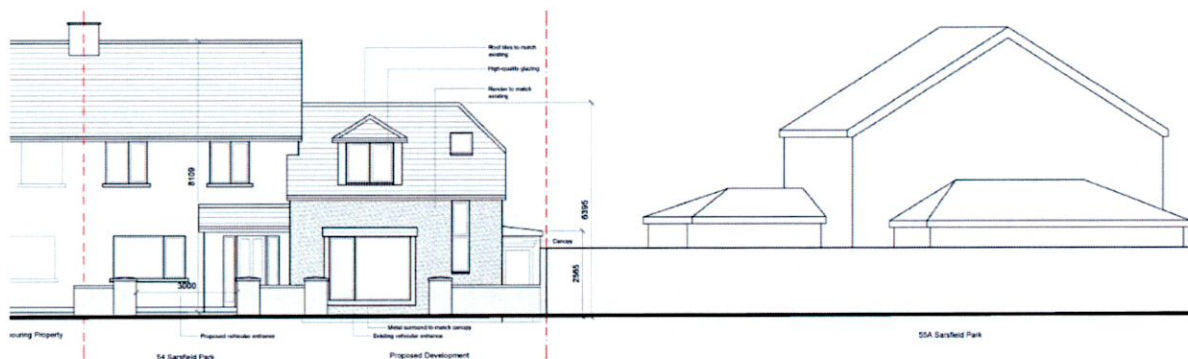 Roof tiles to match
existing
High-quality glazing
Render to match
existing
8109
6395
Canopy
2565
3000
Metal surround to match canopy
Proposed vehicular entrance
Existing vehicular entrance
ouring Property
54 Sarsfield Park
Proposed Development
55A Sarsfield Park